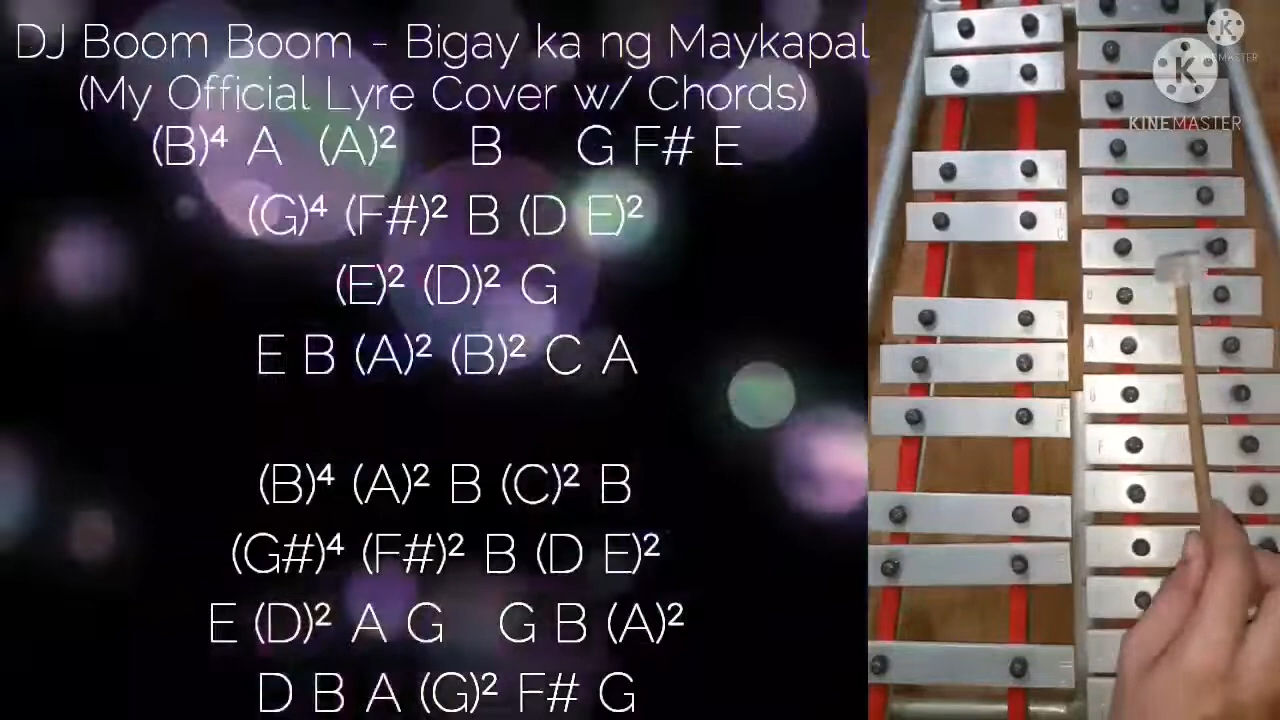 DJ Boom Boom - Bigay ka ng Maykapal
(My Official Lyre Cover w/ Chords)
(B)⁴ A (A)² B G F# E
(G)⁴ (F#)² B (D E)²
(E)² (D)² G
E B (A)² (B)² C A
(B)⁴ (A)² B (C)² B
(G#)⁴ (F#)² B (D E)²
E (D)² A G G B (A)²
D B A (G)² F# G
K
KINEMASTER
K
KINEMASTER
B
A
G
F